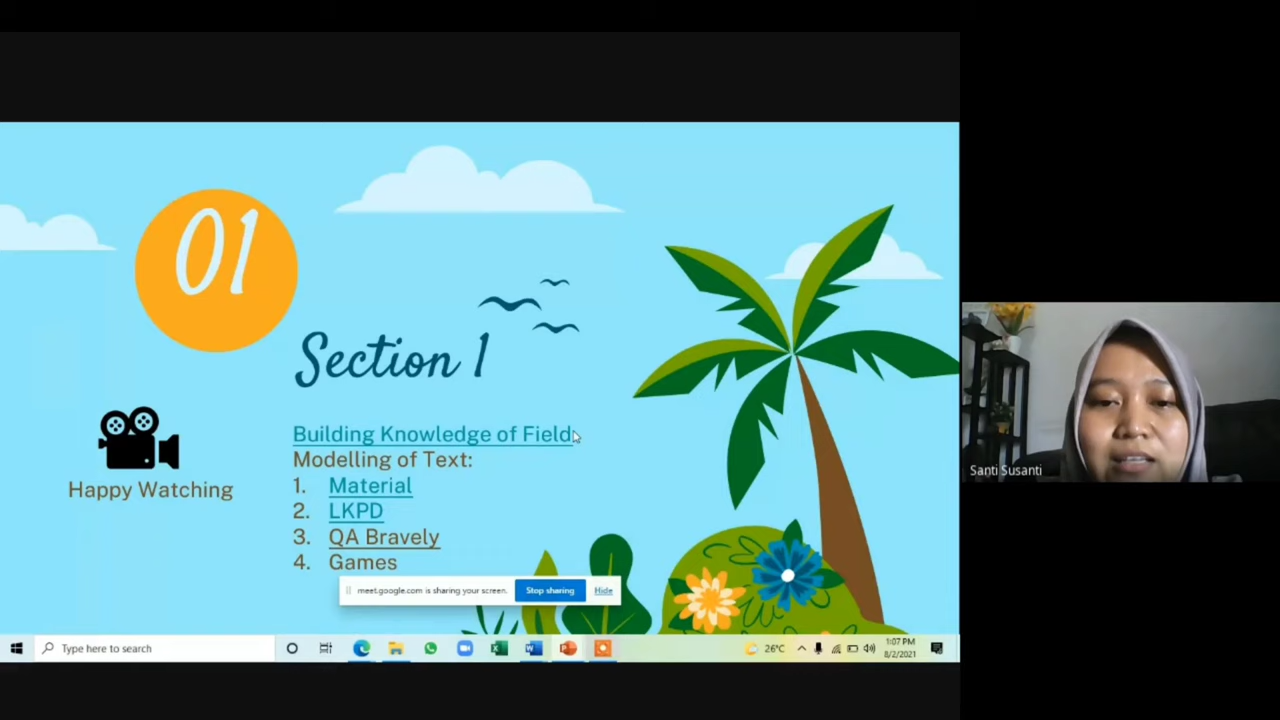 01
Section 1
Building Knowledge of Field
Modelling of Text:
1. Material
2. LKPD
3. QA Bravely
4. Games
Happy Watching
Santi Susanti
meet.google.com is sharing your screen. Stop sharing Hide
Type here to search
26°C
1:07 PM
8/2/2021